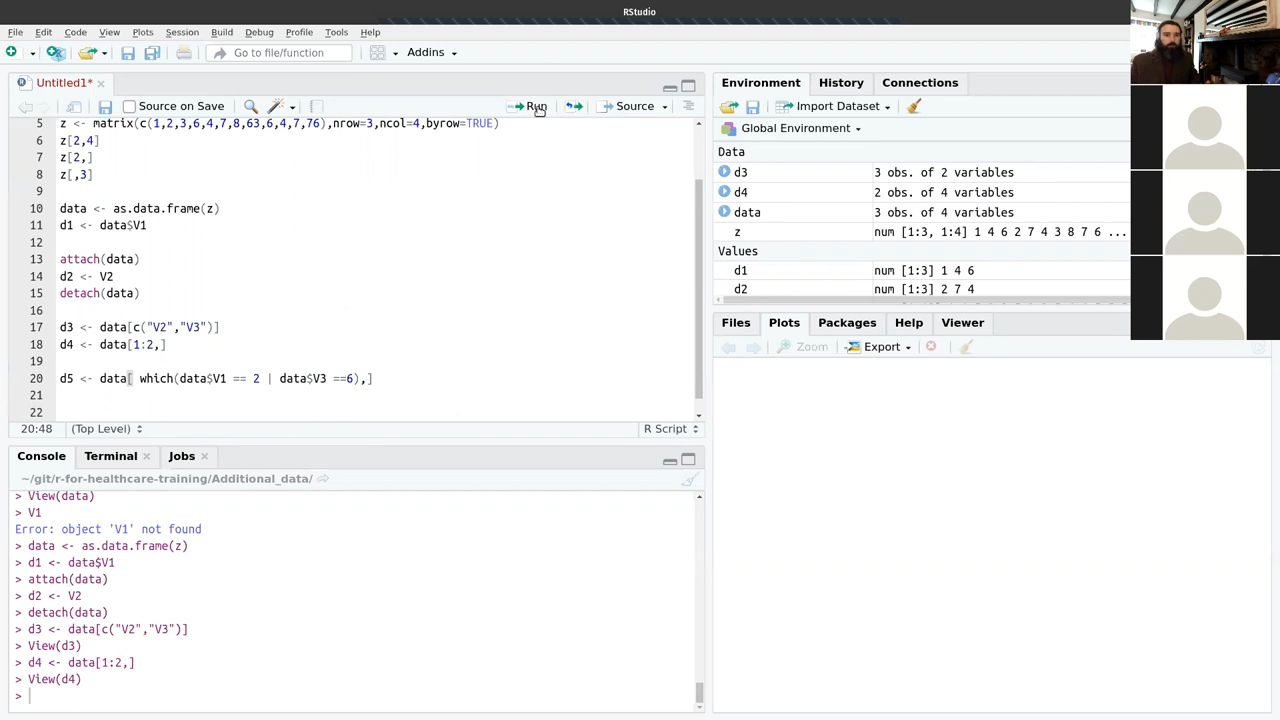 RStudio
File Edit Code View Plots Session Build Debug Profile Tools Help
Go to file/function Addins
Untitled1*
Source on Save Run Source
5 z <- matrix(c(1,2,3,6,4,7,8,63,6,4,7,76),nrow=3,ncol=4,byrow=TRUE)
6 z[2,4]
7 z[2,]
8 z[,3]
9
10 data <- as.data.frame(z)
11 d1 <- data$V1
12
13 attach(data)
14 d2 <- V2
15 detach(data)
16
17 d3 <- data[c("V2","V3")]
18 d4 <- data[1:2,]
19
20 d5 <- data[ which(data$V1 == 2 | data$V3 ==6),]
21
22
20:48 (Top Level) R Script
Console Terminal Jobs
~/git/r-for-healthcare-training/Additional_data/
> View(data)
> V1
Error: object 'V1' not found
> data <- as.data.frame(z)
> d1 <- data$V1
> attach(data)
> d2 <- V2
> detach(data)
> d3 <- data[c("V2","V3")]
> View(d3)
> d4 <- data[1:2,]
> View(d4)
>
Environment History Connections
Import Dataset
Global Environment
Data
d3 3 obs. of 2 variables
d4 2 obs. of 4 variables
data 3 obs. of 4 variables
z num [1:3, 1:4] 1 4 6 2 7 4 3 8 7 6 ...
Values
d1 num [1:3] 1 4 6
d2 num [1:3] 2 7 4
Files Plots Packages Help Viewer
Zoom Export